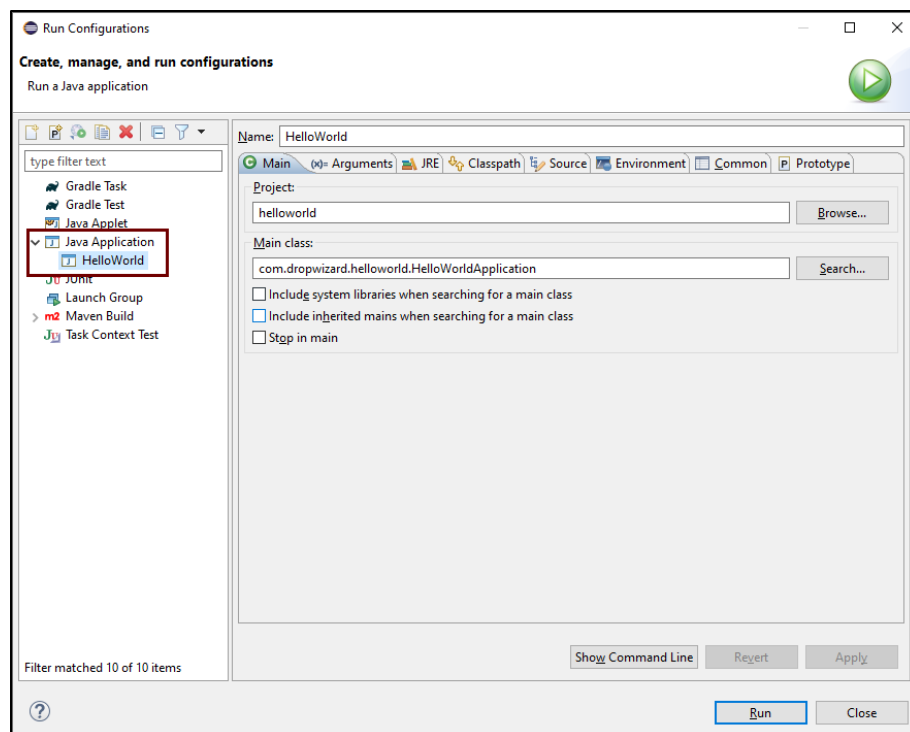 Run Configurations
Create, manage, and run configurations
Run a Java application
type filter text
Gradle Task
Gradle Test
Java Applet
Java Application
HelloWorld
JUnit
Launch Group
m2 Maven Build
Task Context Test
Filter matched 10 of 10 items
Name: HelloWorld
Main (x)= Arguments JRE Classpath Source Environment Common Prototype
Project:
helloworld Browse...
Main class:
com.dropwizard.helloworld.HelloWorldApplication Search...
Include system libraries when searching for a main class
Include inherited mains when searching for a main class
Stop in main
Show Command Line Revert Apply
Run Close